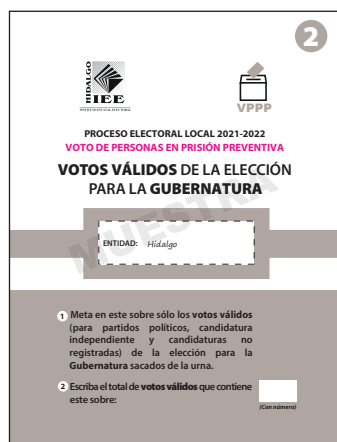 2
HIDALGO
IEE
INSTITUTO ESTATAL ELECTORAL
VPPP
PROCESO ELECTORAL LOCAL 2021-2022
VOTO DE PERSONAS EN PRISIÓN PREVENTIVA
VOTOS VÁLIDOS DE LA ELECCIÓN
PARA LA GUBERNATURA
MUESTRA
ENTIDAD: Hidalgo
1 Meta en este sobre sólo los votos válidos
(para partidos políticos, candidatura
independiente y candidaturas no
registradas) de la elección para la
Gubernatura sacados de la urna.
2 Escriba el total de votos válidos que contiene
este sobre:
(Con número)